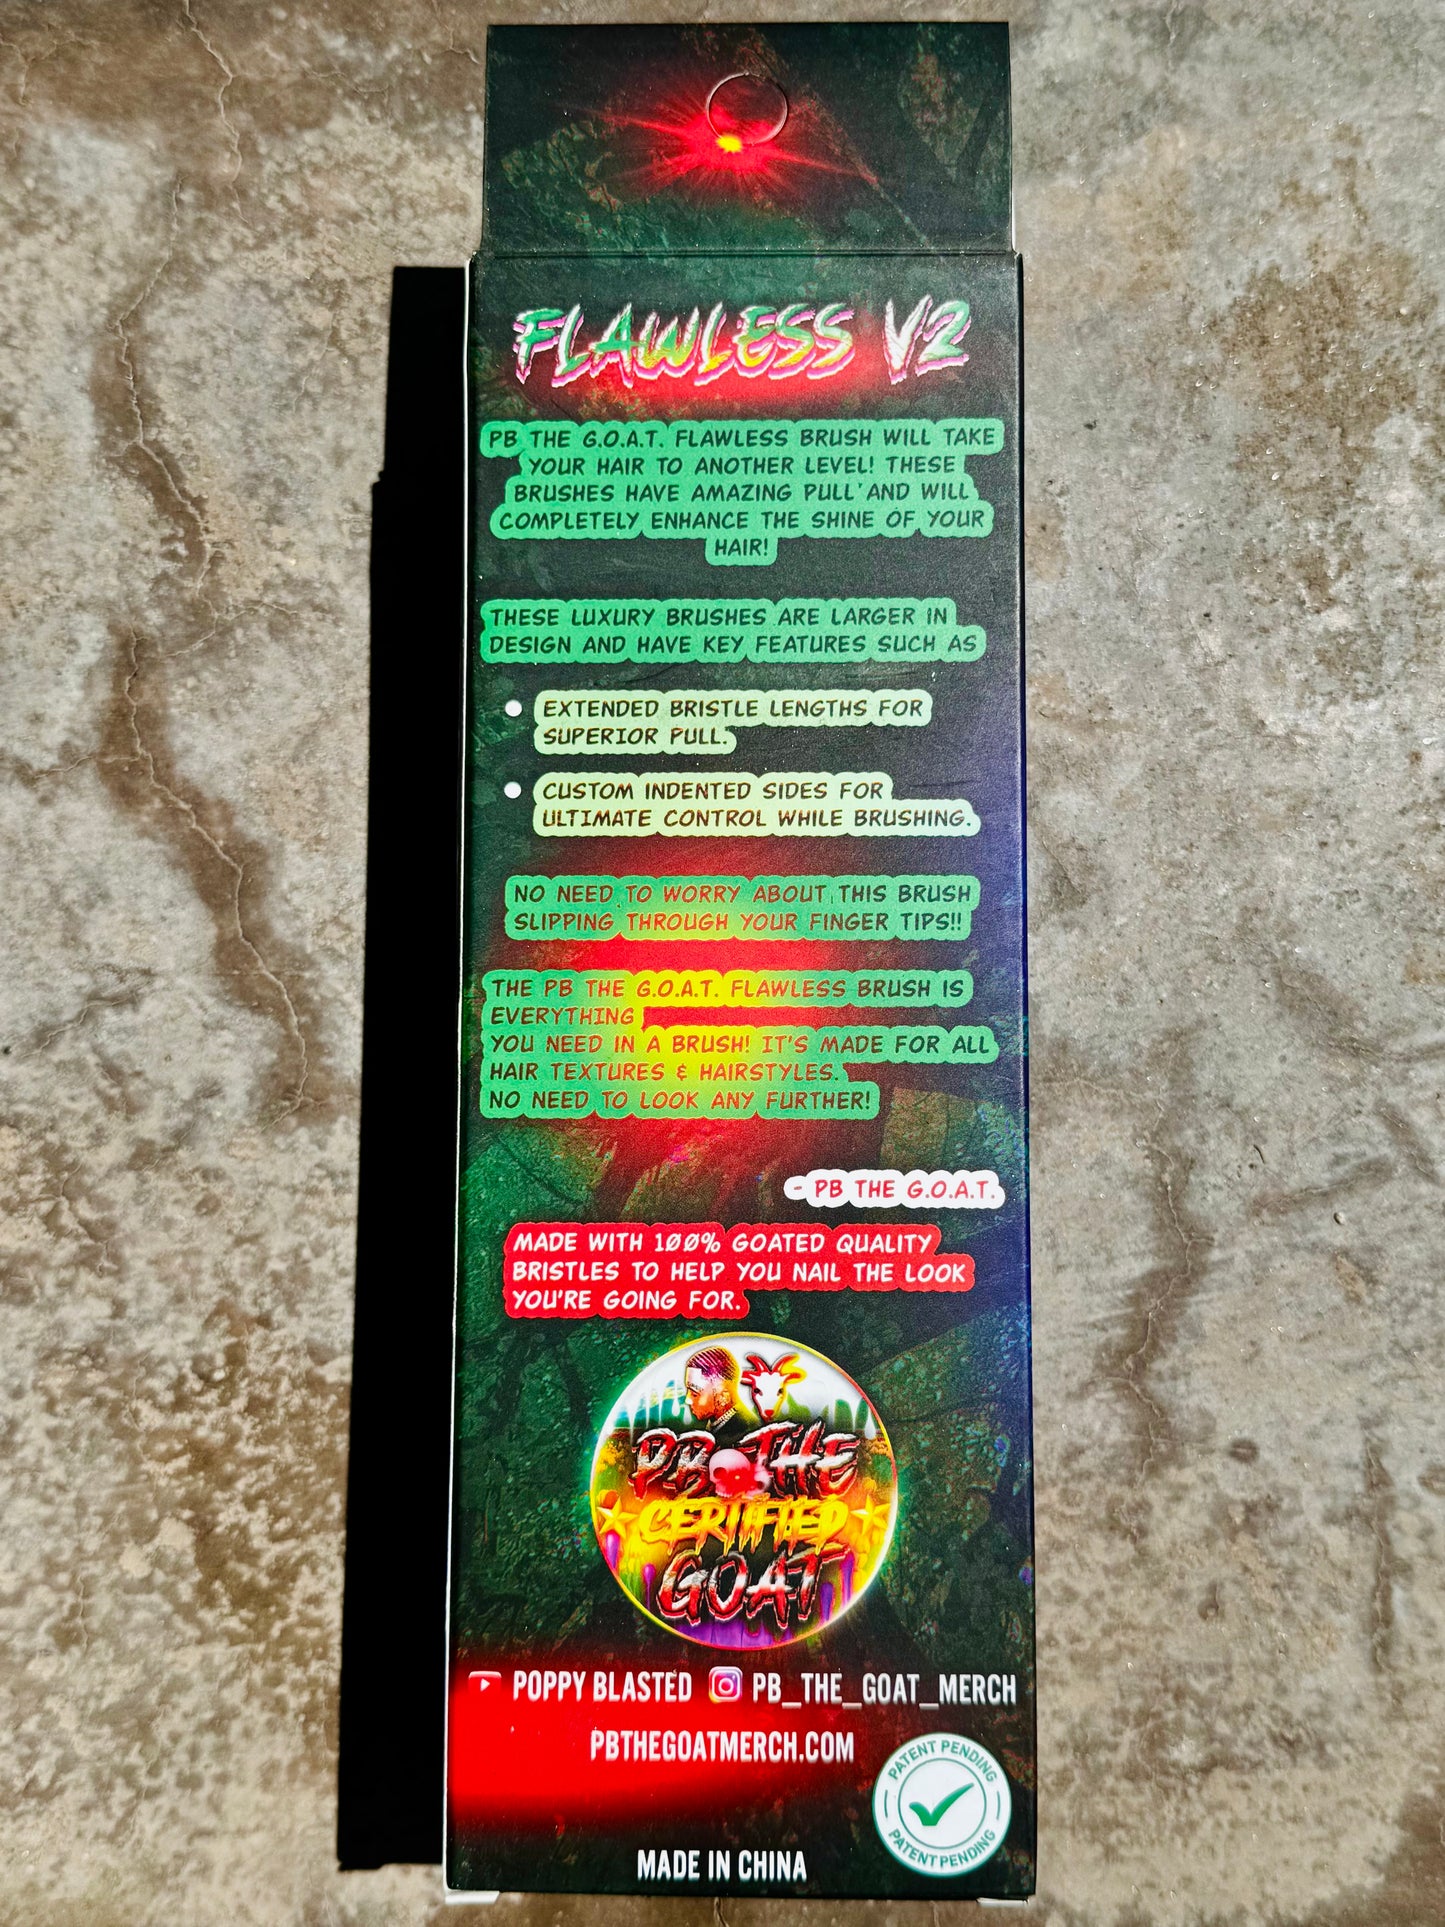 FLAWLESS V2
PB THE G.O.A.T. FLAWLESS BRUSH WILL TAKE
YOUR HAIR TO ANOTHER LEVEL! THESE
BRUSHES HAVE AMAZING PULL AND WILL
COMPLETELY ENHANCE THE SHINE OF YOUR
HAIR!
THESE LUXURY BRUSHES ARE LARGER IN
DESIGN AND HAVE KEY FEATURES SUCH AS
EXTENDED BRISTLE LENGTHS FOR
SUPERIOR PULL.
CUSTOM INDENTED SIDES FOR
ULTIMATE CONTROL WHILE BRUSHING.
NO NEED TO WORRY ABOUT THIS BRUSH
SLIPPING THROUGH YOUR FINGER TIPS!!
THE PB THE G.O.A.T. FLAWLESS BRUSH IS
EVERYTHING
YOU NEED IN A BRUSH! IT'S MADE FOR ALL
HAIR TEXTURES & HAIRSTYLES.
NO NEED TO LOOK ANY FURTHER!
- PB THE G.O.A.T.
MADE WITH 100% GOATED QUALITY
BRISTLES TO HELP YOU NAIL THE LOOK
YOU'RE GOING FOR.
PB THE
CERTIFIED
GOAT
POPPY BLASTED PB_THE_GOAT_MERCH
PBTHEGOATMERCH.COM
PATENT PENDING
PATENT PENDING
MADE IN CHINA